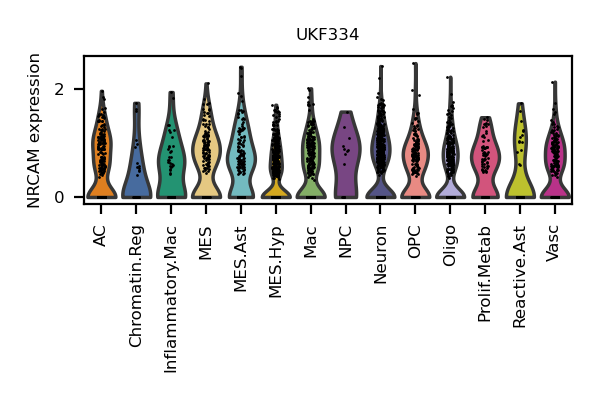 UKF334
NRCAM expression
2
0
AC
Chromatin.Reg
Inflammatory.Mac
MES
MES.Ast
MES.Hyp
Mac
NPC
Neuron
OPC
Oligo
Prolif.Metab
Reactive.Ast
Vasc